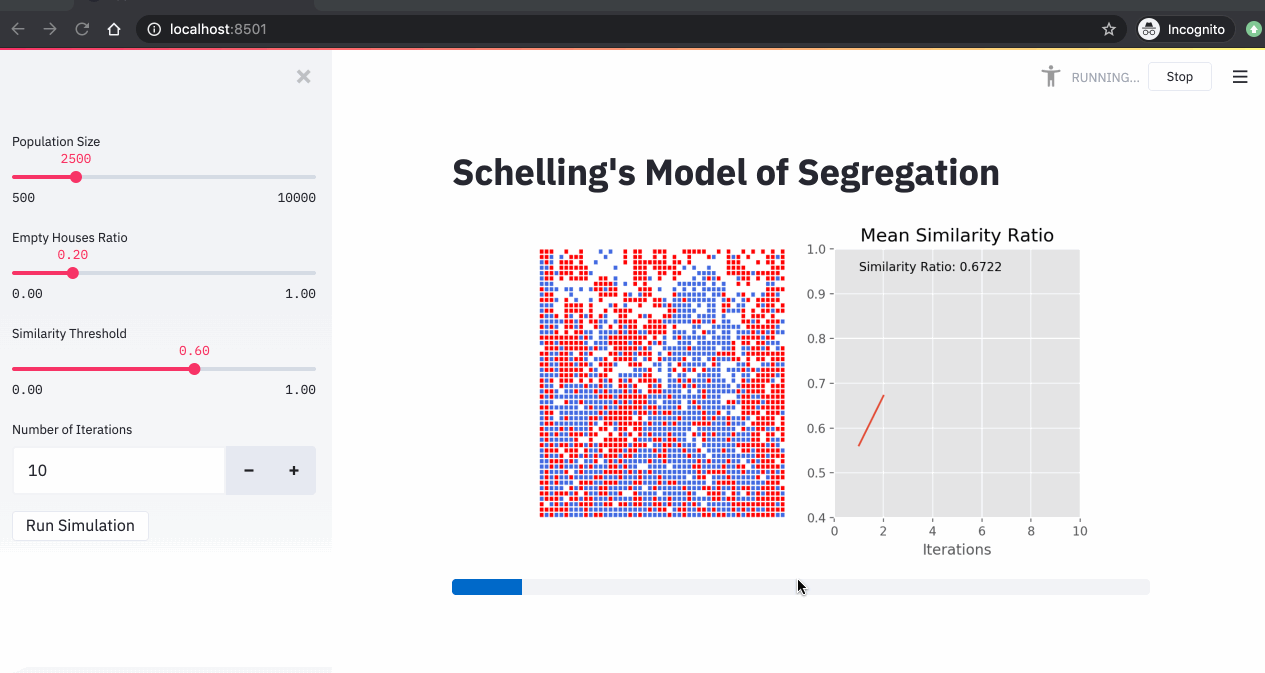 localhost:8501
Incognito
RUNNING...
Stop
Population Size
2500
500 10000
Empty Houses Ratio
0.20
0.00 1.00
Similarity Threshold
0.60
0.00 1.00
Number of Iterations
10
Run Simulation
Schelling's Model of Segregation
Mean Similarity Ratio
Similarity Ratio: 0.6722
1.0
0.9
0.8
0.7
0.6
0.5
0.4
0 2 4 6 8 10
Iterations